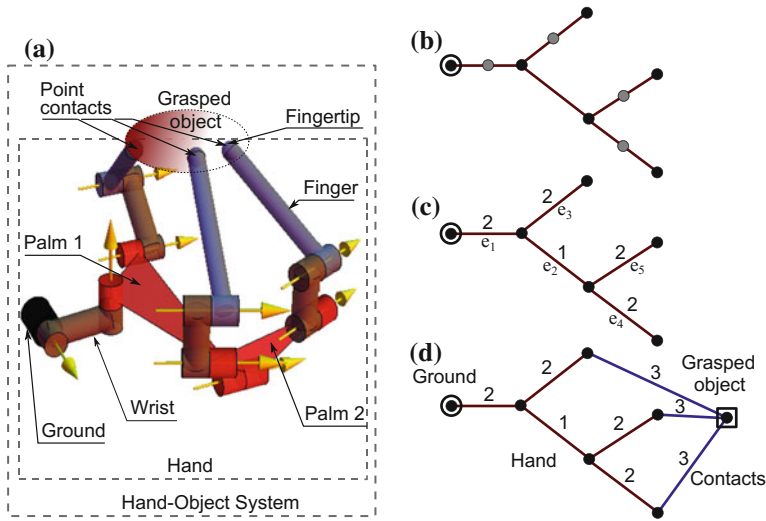 (a)
Point
contacts
Grasped
object
Fingertip
Finger
Palm 1
Wrist
Ground
Palm 2
Hand
Hand-Object System
(b)
(c)
2
e1
2
e3
1
e2
2
e5
2
e4
(d)
Ground
2
2
3
Grasped
object
1
2
3
Hand
2
3
Contacts